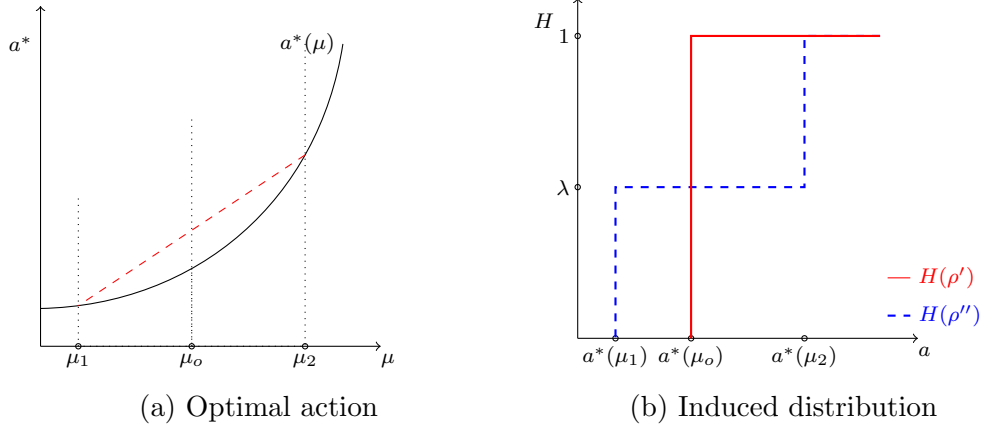 a*
a*(μ)
μ₁
μₒ
μ₂
μ
(a) Optimal action
H
1
λ
H(ρ′)
H(ρ″)
a*(μ₁)
a*(μₒ)
a*(μ₂)
a
(b) Induced distribution